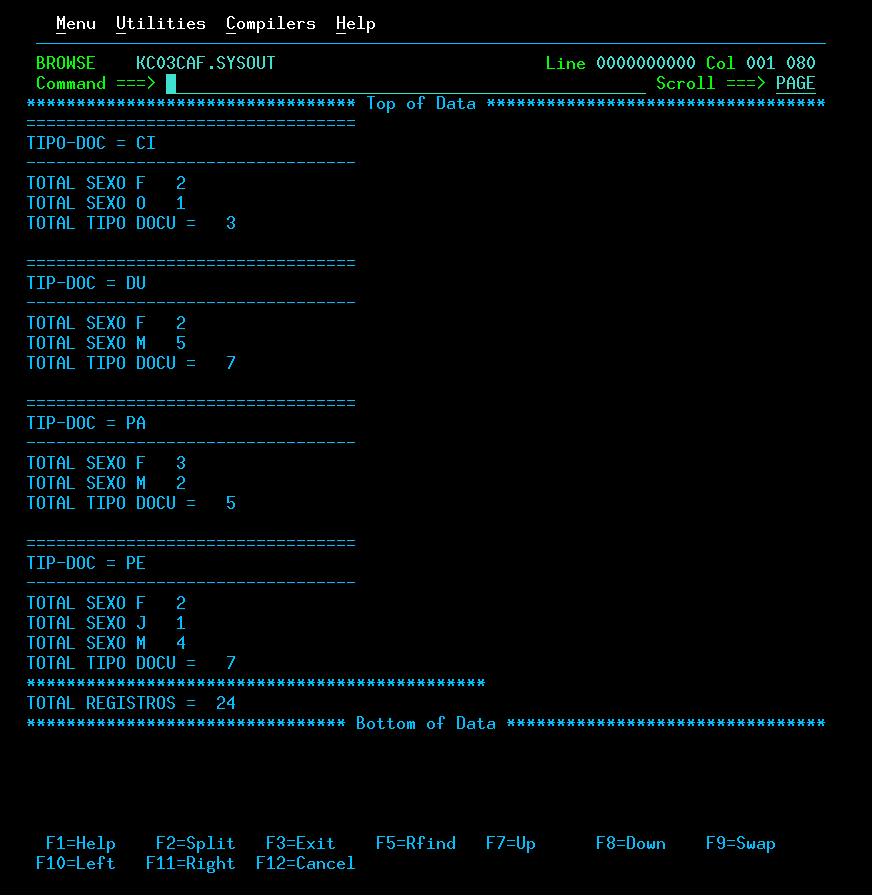 Menu  Utilities  Compilers  Help
BROWSE    KC03CAF.SYSOUT                           Line 0000000000 Col 001 080
Command ===>                                                  Scroll ===> PAGE
********************************* Top of Data **********************************
=================================
TIPO-DOC = CI
---------------------------------
TOTAL SEXO F   2
TOTAL SEXO O   1
TOTAL TIPO DOCU =   3
=================================
TIP-DOC = DU
---------------------------------
TOTAL SEXO F   2
TOTAL SEXO M   5
TOTAL TIPO DOCU =   7
=================================
TIP-DOC = PA
---------------------------------
TOTAL SEXO F   3
TOTAL SEXO M   2
TOTAL TIPO DOCU =   5
=================================
TIP-DOC = PE
---------------------------------
TOTAL SEXO F   2
TOTAL SEXO J   1
TOTAL SEXO M   4
TOTAL TIPO DOCU =   7
**********************************************
TOTAL REGISTROS =  24
******************************** Bottom of Data ********************************
F1=Help    F2=Split   F3=Exit    F5=Rfind   F7=Up      F8=Down    F9=Swap
F10=Left   F11=Right  F12=Cancel